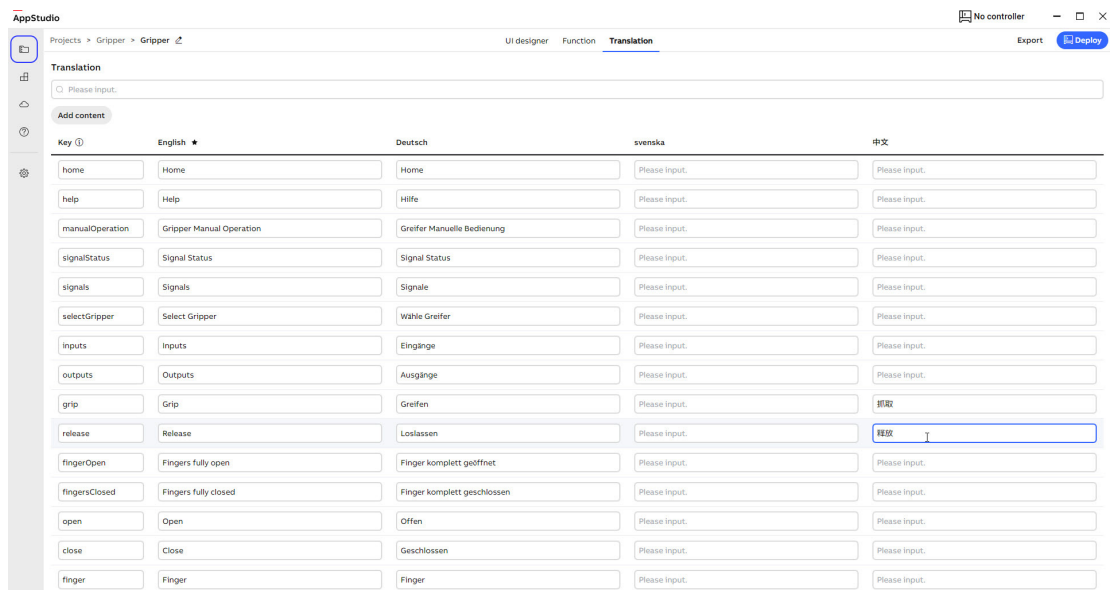 AppStudio
No controller
Projects > Gripper > Gripper
UI designer Function Translation
Export Deploy
Translation
Please input.
Add content
Key English ★ Deutsch svenska 中文
home Home Home Please input. Please input.
help Help Hilfe Please input. Please input.
manualOperation Gripper Manual Operation Greifer Manuelle Bedienung Please input. Please input.
signalStatus Signal Status Signal Status Please input. Please input.
signals Signals Signale Please input. Please input.
selectGripper Select Gripper Wähle Greifer Please input. Please input.
inputs Inputs Eingänge Please input. Please input.
outputs Outputs Ausgänge Please input. Please input.
grip Grip Greifen Please input. 抓取
release Release Loslassen Please input. 释放
fingerOpen Fingers fully open Finger komplett geöffnet Please input. Please input.
fingersClosed Fingers fully closed Finger komplett geschlossen Please input. Please input.
open Open Offen Please input. Please input.
close Close Geschlossen Please input. Please input.
finger Finger Finger Please input. Please input.